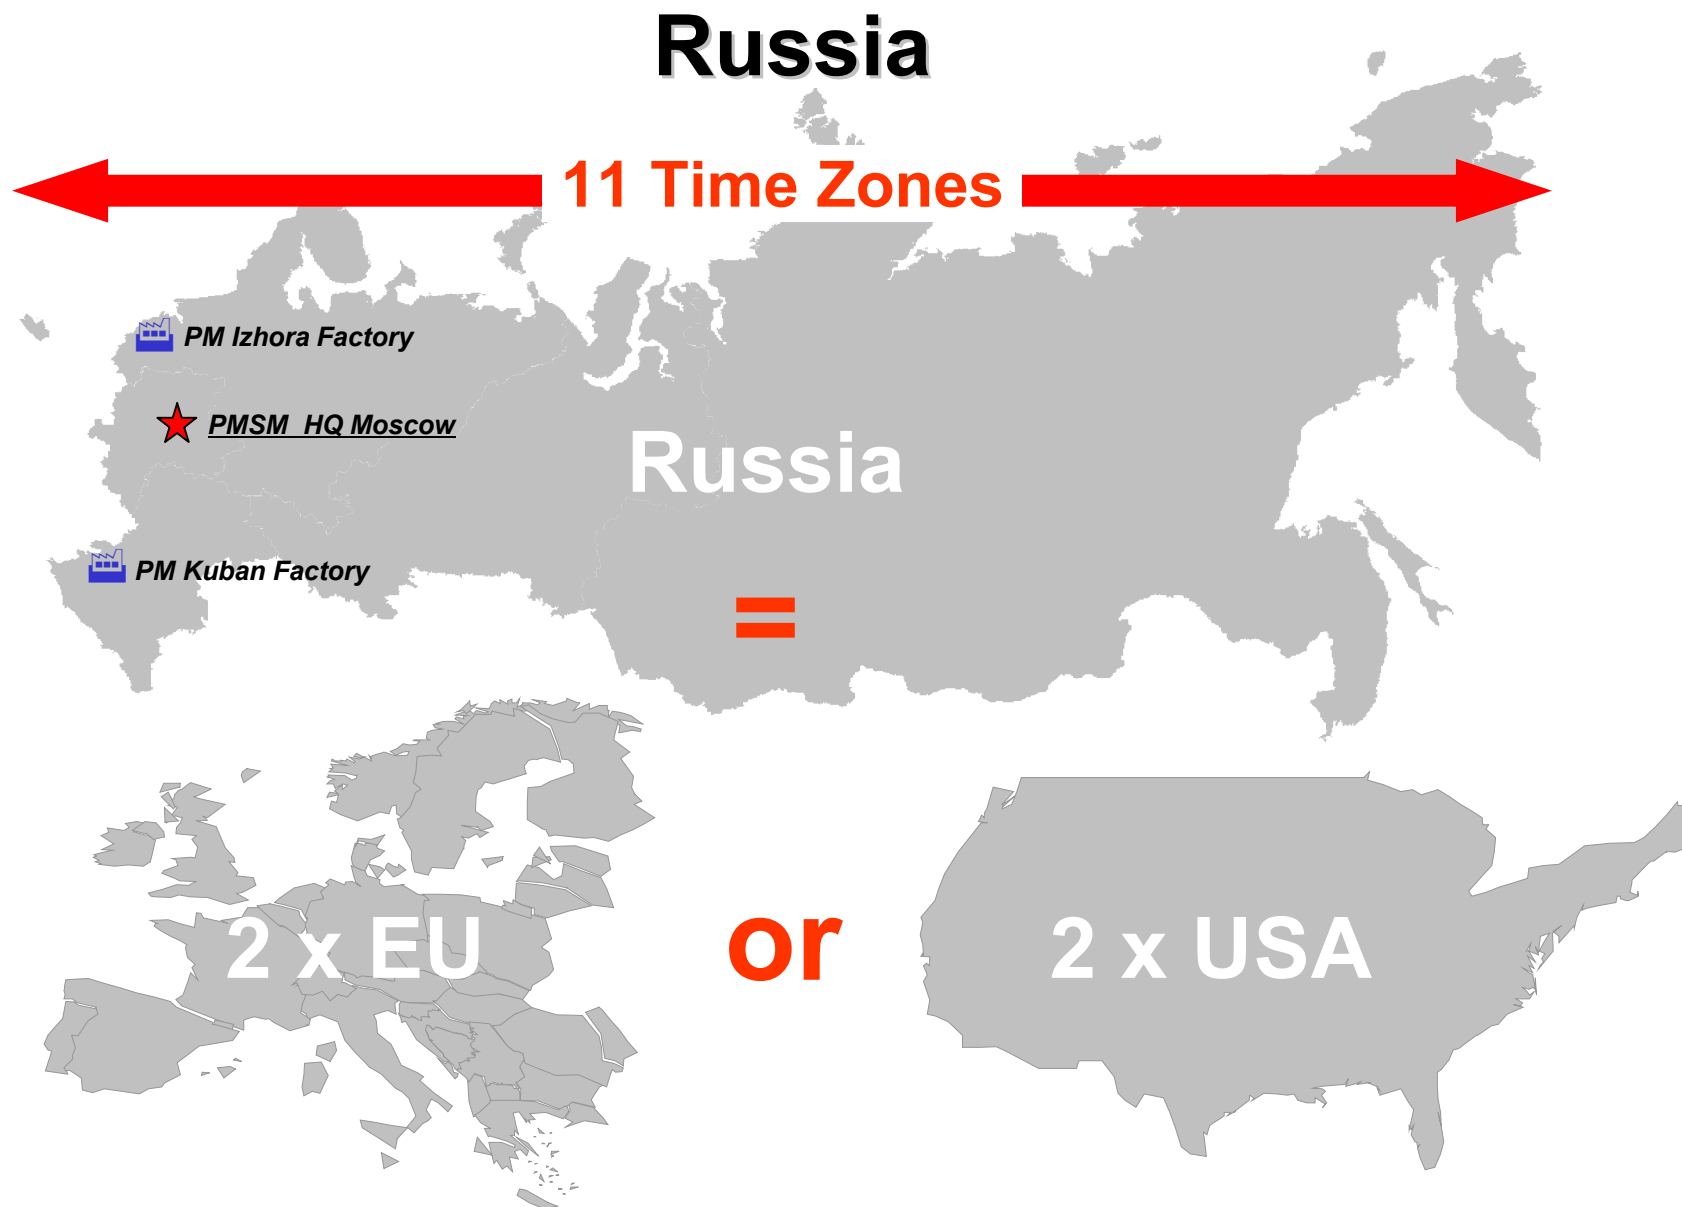 Russia
11 Time Zones
PM Izhora Factory
PMSM HQ Moscow
Russia
PM Kuban Factory
=
2 x EU
or
2 x USA